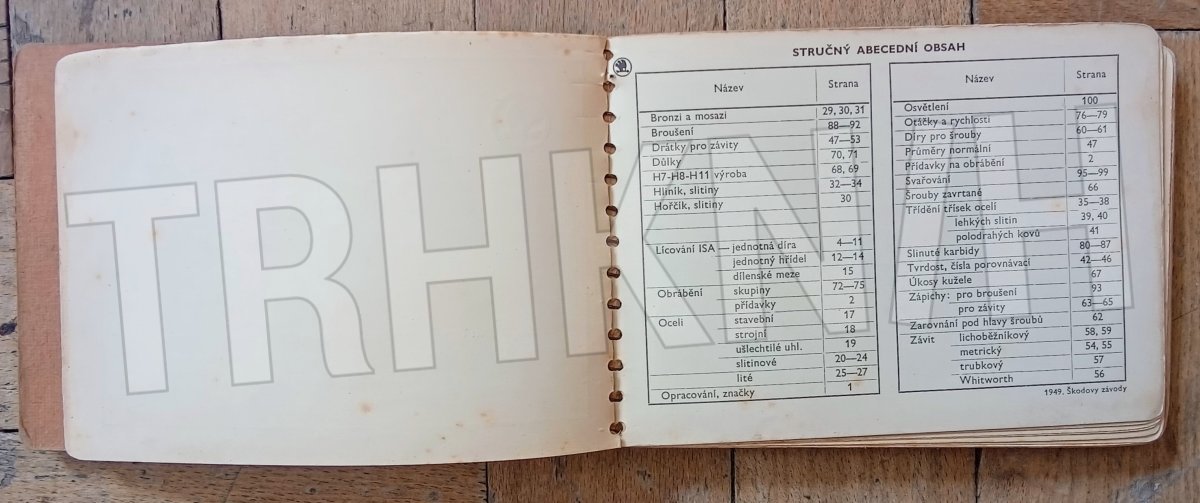 STRUČNÝ ABECEDNÍ OBSAH
Název Strana
Bronzi a mosazi 29, 30, 31
Broušení 88—92
Drátky pro závity 47—53
Důlky 70, 71
H7-H8-H11 výroba 68, 69
Hliník, slitiny 32—34
Hořčík, slitiny 30
Lícování ISA — jednotná díra 4—11
jednotný hřídel 12—14
dílenské meze 15
Obrábění skupiny 72—75
přídavky 2
Oceli stavební 17
strojní 18
ušlechtilé uhl. 19
slitinové 20—24
lité 25—27
Opracování, značky 1
Název Strana
Osvětlení 100
Otáčky a rychlosti 76—79
Díry pro šrouby 60—61
Průměry normální 47
Přídavky na obrábění 2
Svařování 95—99
Šrouby zavrtané 66
Třídění třísek ocelí 35—38
lehkých slitin 39, 40
polodrahých kovů 41
Slinuté karbidy 80—87
Tvrdost, čísla porovnávací 42—46
Úkosy kužele 67
Zápichy: pro broušení 93
pro závity 63—65
Zarovnání pod hlavy šroubů 62
Závit lichoběžníkový 58, 59
metrický 54, 55
trubkový 57
Whitworth 56
1949. Škodovy závody
TRHKNIH